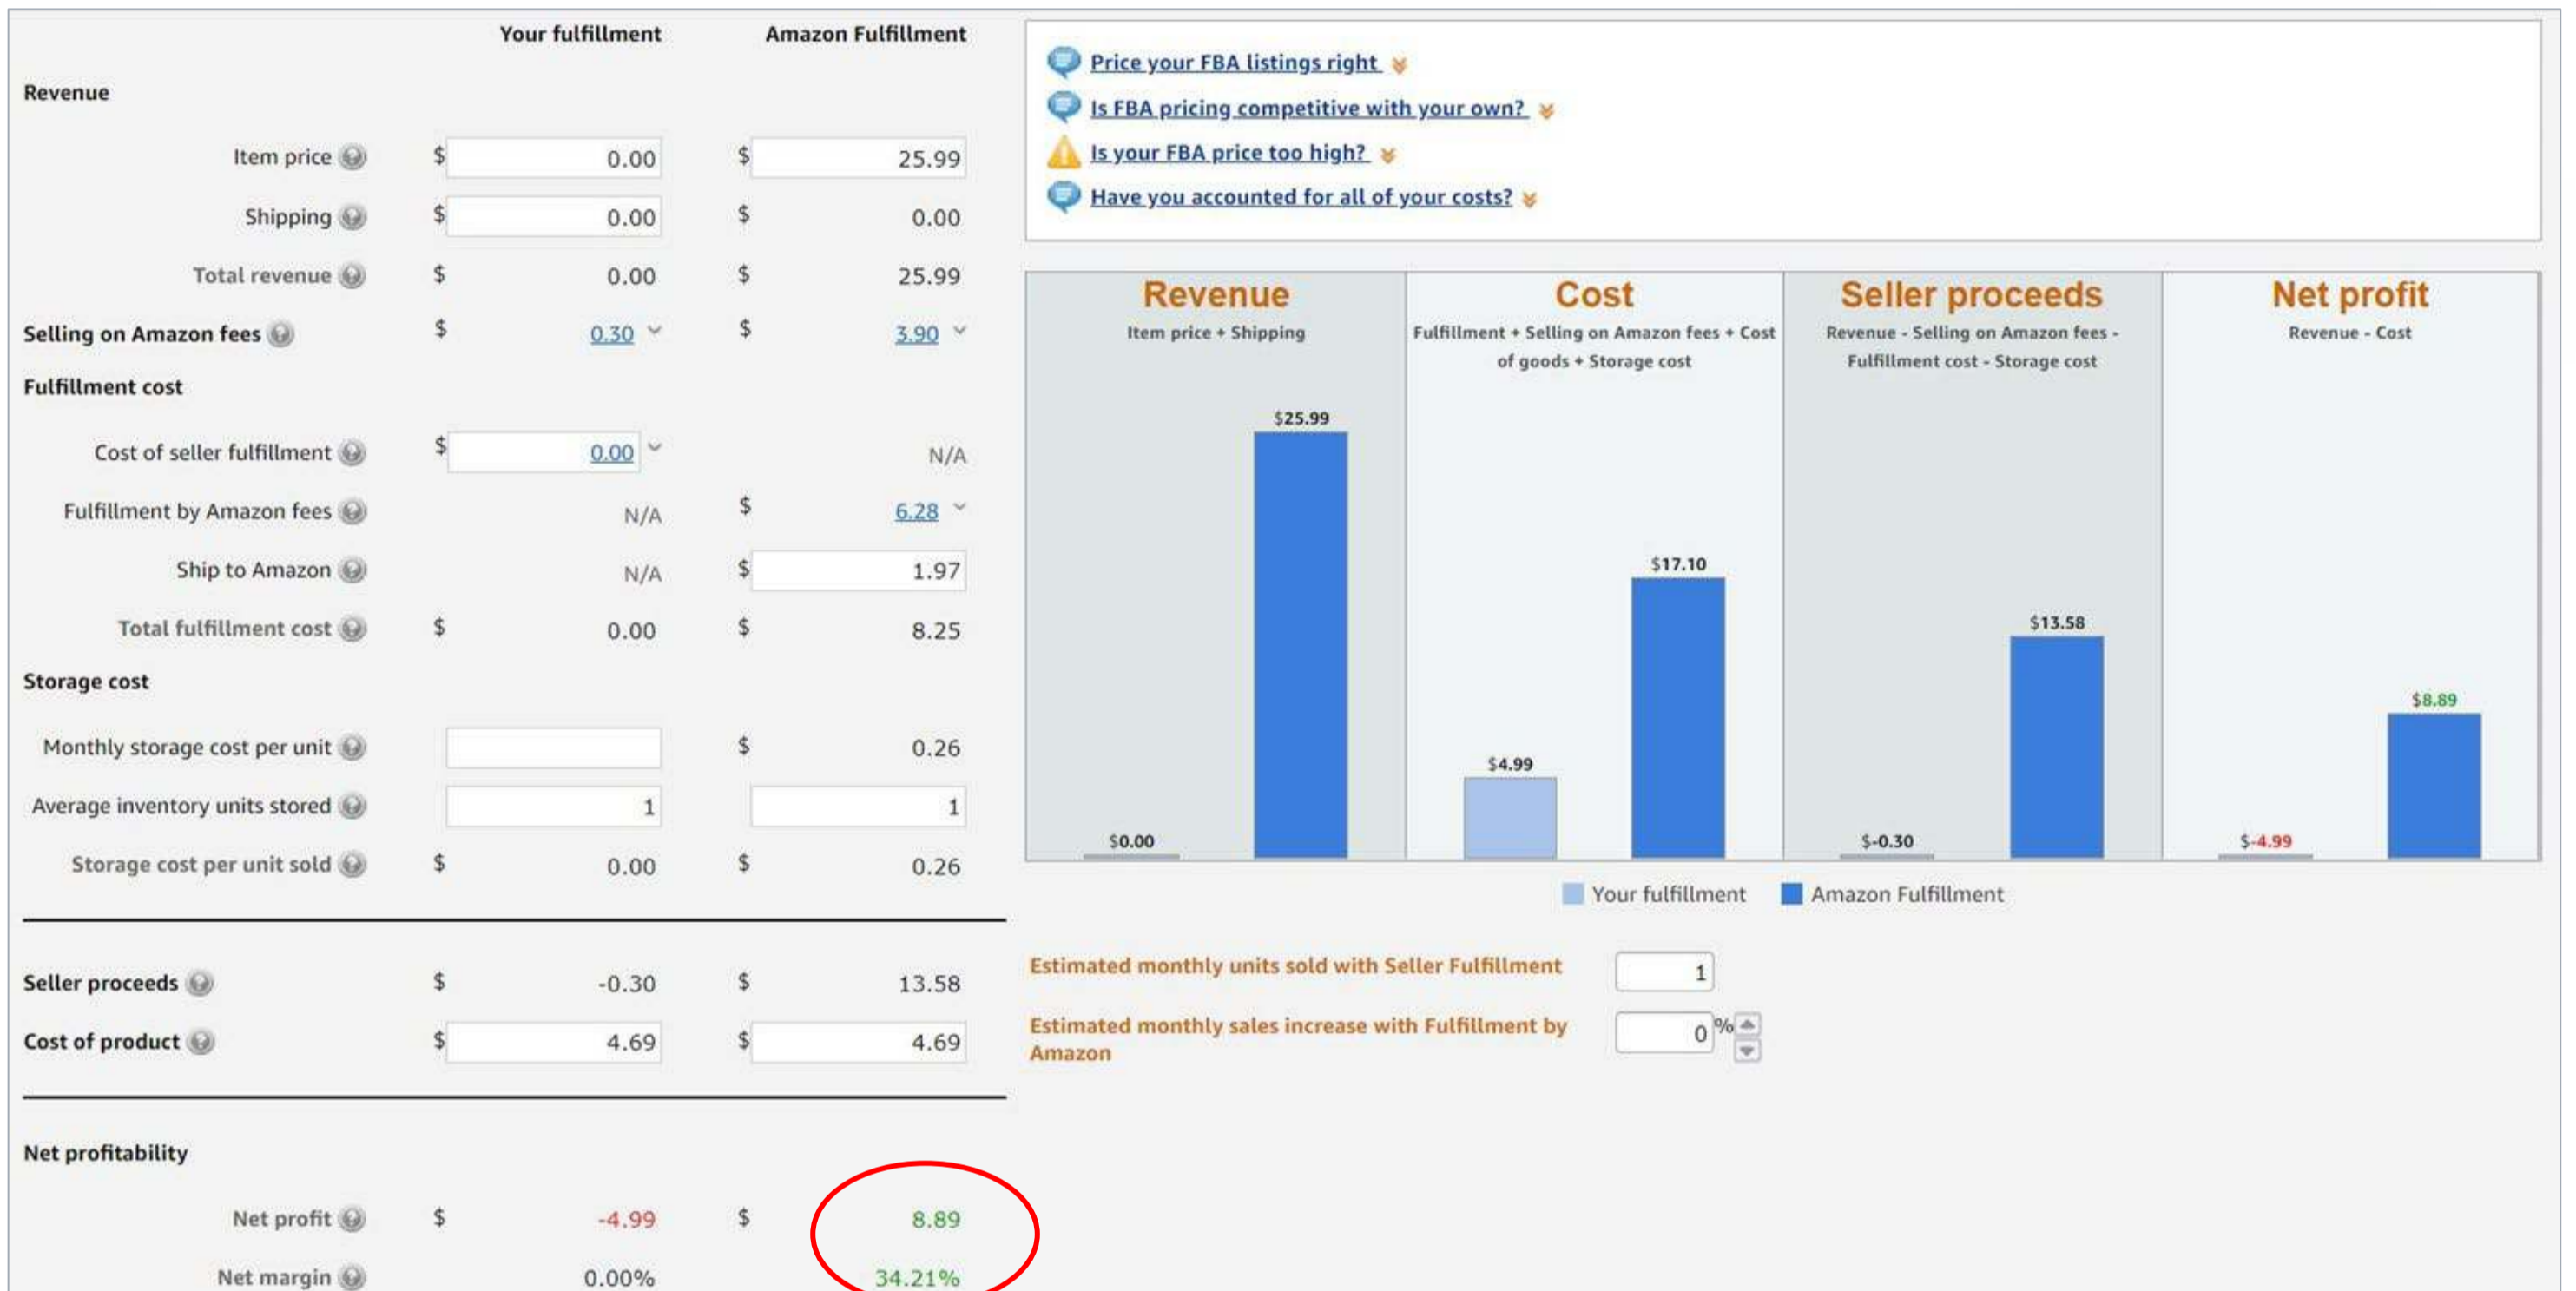 Your fulfillment Amazon Fulfillment
Revenue
Item price $ 0.00 $ 25.99
Shipping $ 0.00 $ 0.00
Total revenue $ 0.00 $ 25.99
Selling on Amazon fees $ 0.30 $ 3.90
Fulfillment cost
Cost of seller fulfillment $ 0.00 N/A
Fulfillment by Amazon fees N/A $ 6.28
Ship to Amazon N/A $ 1.97
Total fulfillment cost $ 0.00 $ 8.25
Storage cost
Monthly storage cost per unit $ 0.26
Average inventory units stored 1 1
Storage cost per unit sold $ 0.00 $ 0.26
Seller proceeds $ -0.30 $ 13.58
Cost of product $ 4.69 $ 4.69
Net profitability
Net profit $ -4.99 $ 8.89
Net margin 0.00% 34.21%
Price your FBA listings right
Is FBA pricing competitive with your own?
Is your FBA price too high?
Have you accounted for all of your costs?
Revenue
Item price + Shipping
$0.00 $25.99
Cost
Fulfillment + Selling on Amazon fees + Cost
of goods + Storage cost
$4.99 $17.10
Seller proceeds
Revenue - Selling on Amazon fees -
Fulfillment cost - Storage cost
$-0.30 $13.58
Net profit
Revenue - Cost
$-4.99 $8.89
Your fulfillment Amazon Fulfillment
Estimated monthly units sold with Seller Fulfillment 1
Estimated monthly sales increase with Fulfillment by
Amazon 0 %